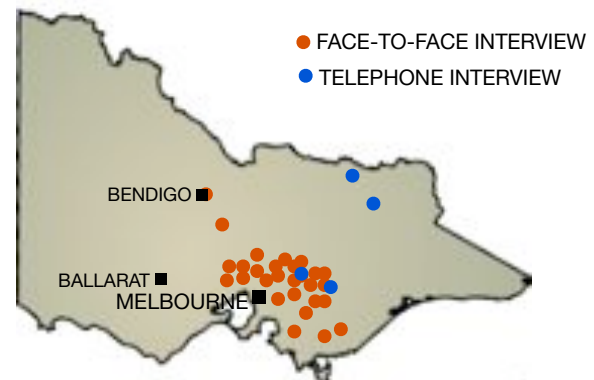 FACE-TO-FACE INTERVIEW
TELEPHONE INTERVIEW
BENDIGO
BALLARAT
MELBOURNE